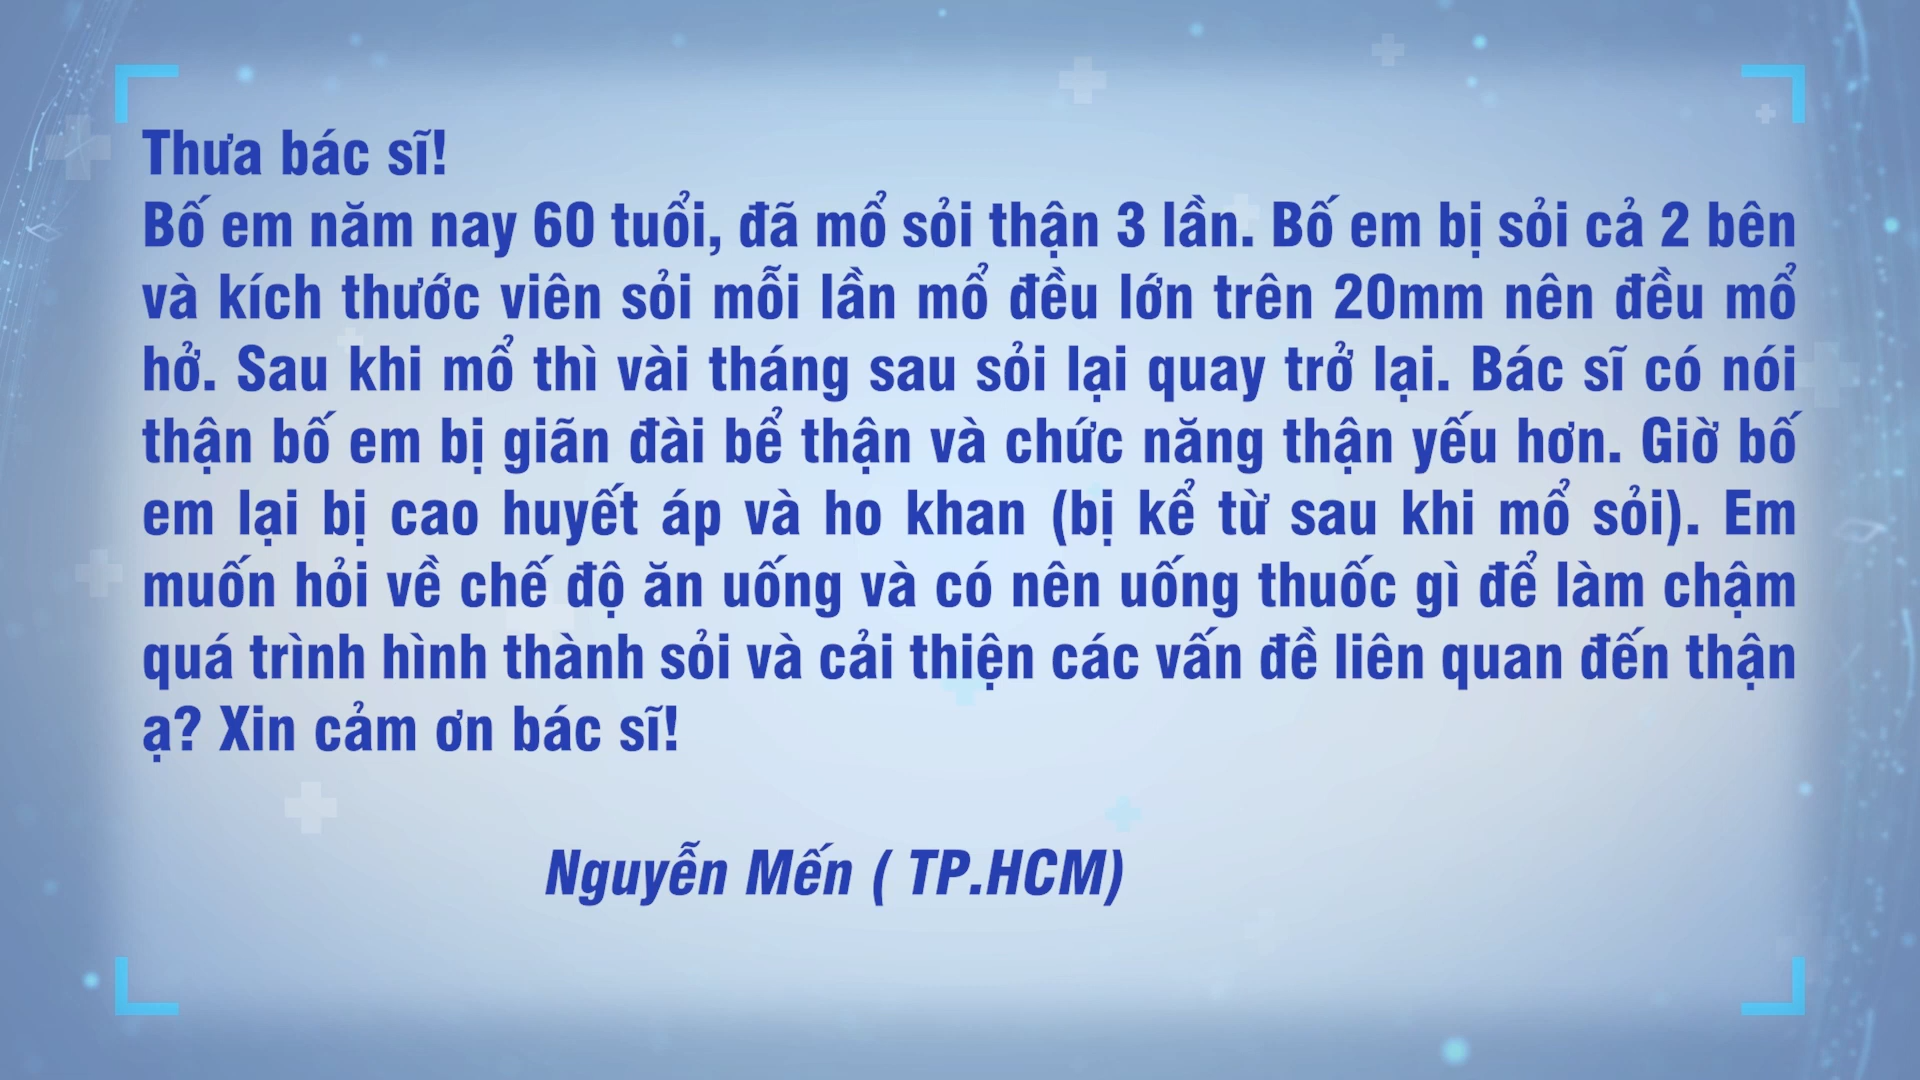 Thưa bác sĩ!
Bố em năm nay 60 tuổi, đã mổ sỏi thận 3 lần. Bố em bị sỏi cả 2 bên
và kích thước viên sỏi mỗi lần mổ đều lớn trên 20mm nên đều mổ
hở. Sau khi mổ thì vài tháng sau sỏi lại quay trở lại. Bác sĩ có nói
thận bố em bị giãn đài bể thận và chức năng thận yếu hơn. Giờ bố
em lại bị cao huyết áp và ho khan (bị kể từ sau khi mổ sỏi). Em
muốn hỏi về chế độ ăn uống và có nên uống thuốc gì để làm chậm
quá trình hình thành sỏi và cải thiện các vấn đề liên quan đến thận
ạ? Xin cảm ơn bác sĩ!
Nguyễn Mến ( TP.HCM)